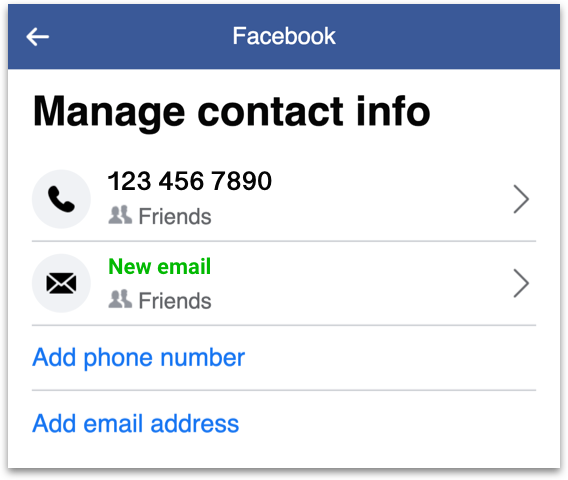 Facebook
Manage contact info
123 456 7890
Friends
New email
Friends
Add phone number
Add email address